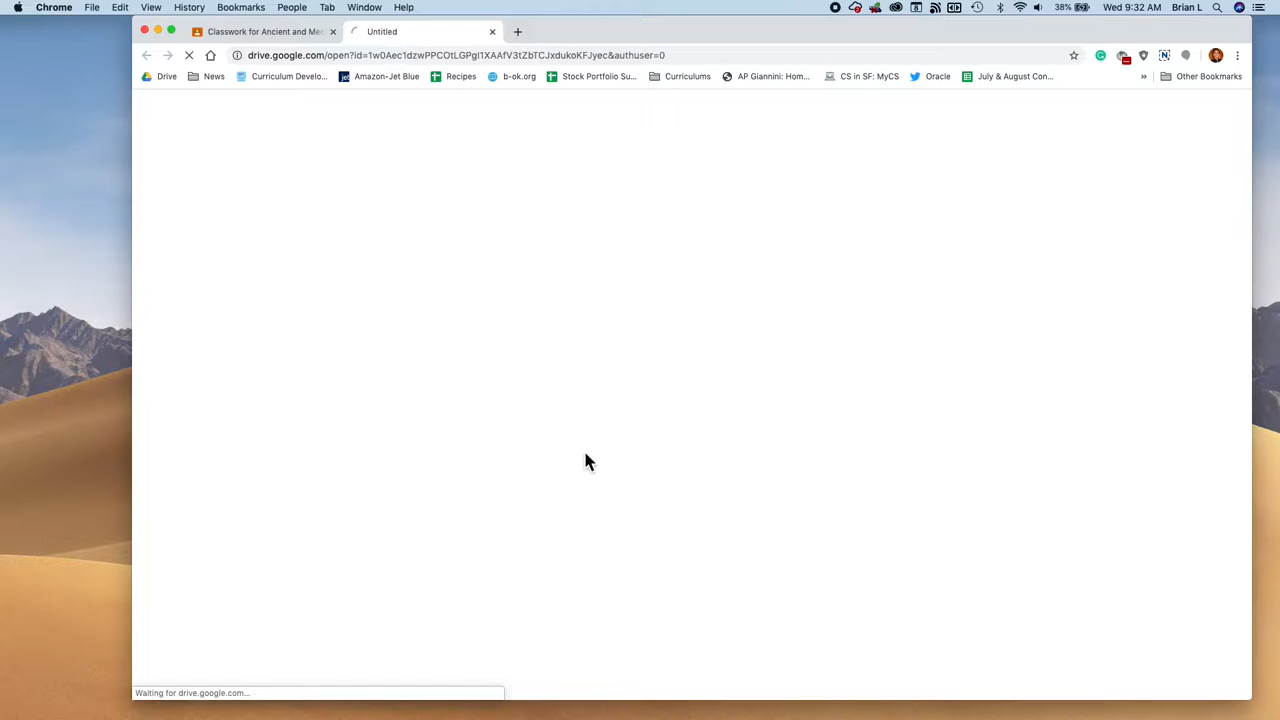 Chrome File Edit View History Bookmarks People Tab Window Help 8 38% Wed 9:32 AM Brian L
Classwork for Ancient and Me Untitled
drive.google.com/open?id=1w0Aec1dzwPPCOtLGPgI1XAAfV3tZbTCJxdukoKFJyec&authuser=0
Drive News Curriculum Develo... Amazon-Jet Blue Recipes b-ok.org Stock Portfolio Su... Curriculums AP Giannini: Hom... CS in SF: MyCS Oracle July & August Con... » Other Bookmarks
Waiting for drive.google.com...